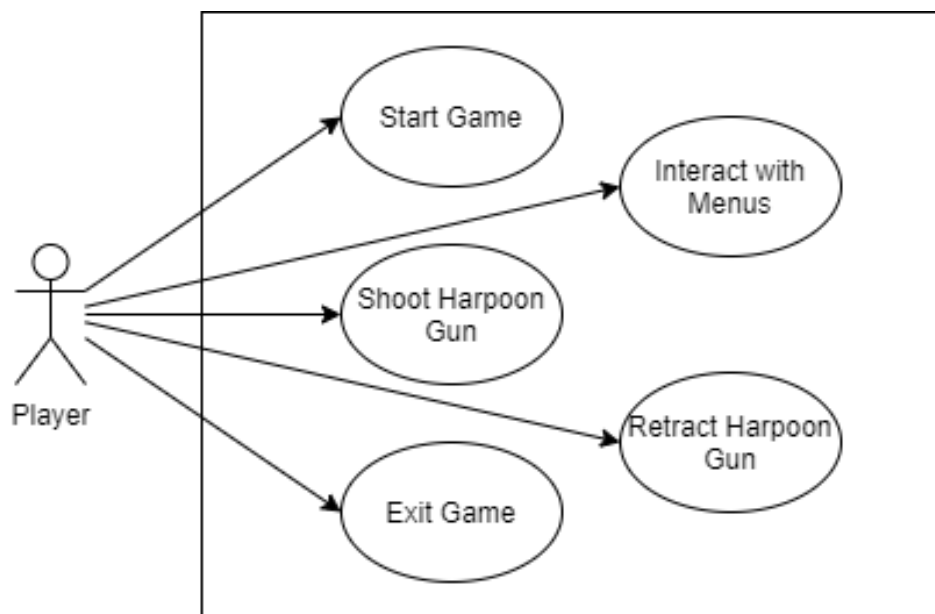 Start Game
Interact with
Menus
Shoot Harpoon
Gun
Player
Retract Harpoon
Gun
Exit Game